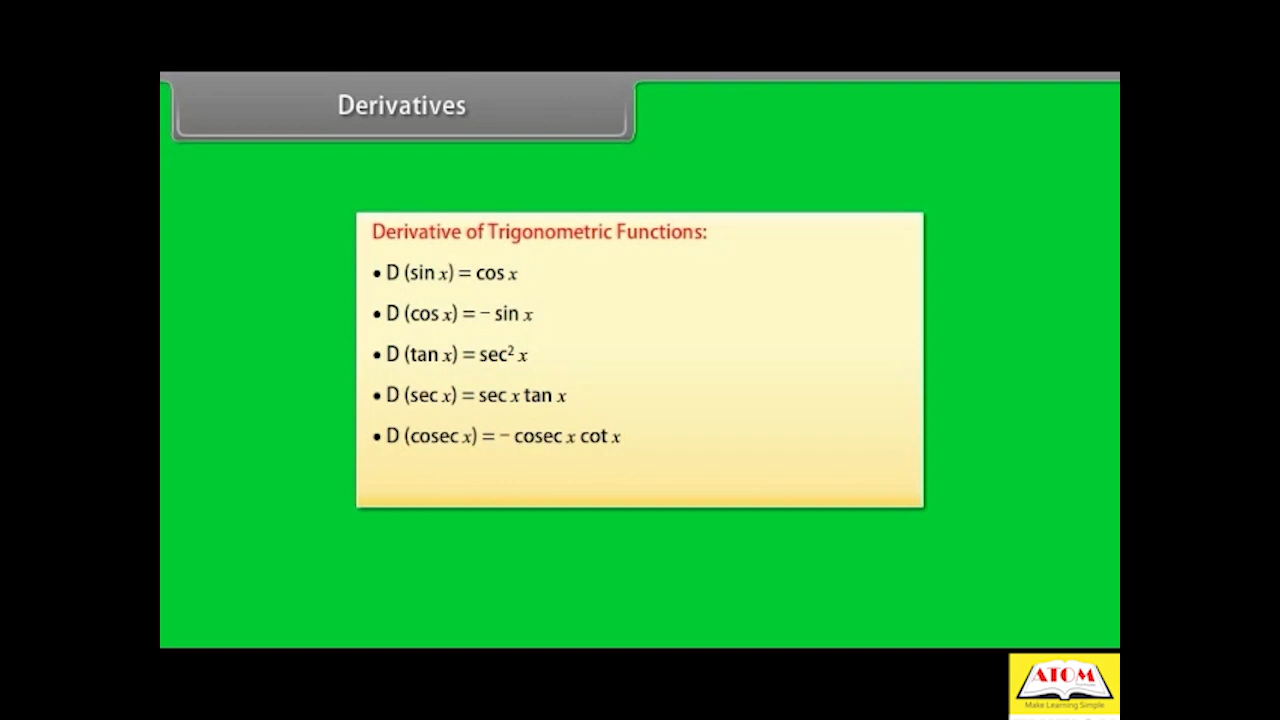 Derivatives
Derivative of Trigonometric Functions:
• D (sin x) = cos x
• D (cos x) = − sin x
• D (tan x) = sec² x
• D (sec x) = sec x tan x
• D (cosec x) = − cosec x cot x
ATOM
Make Learning Simple